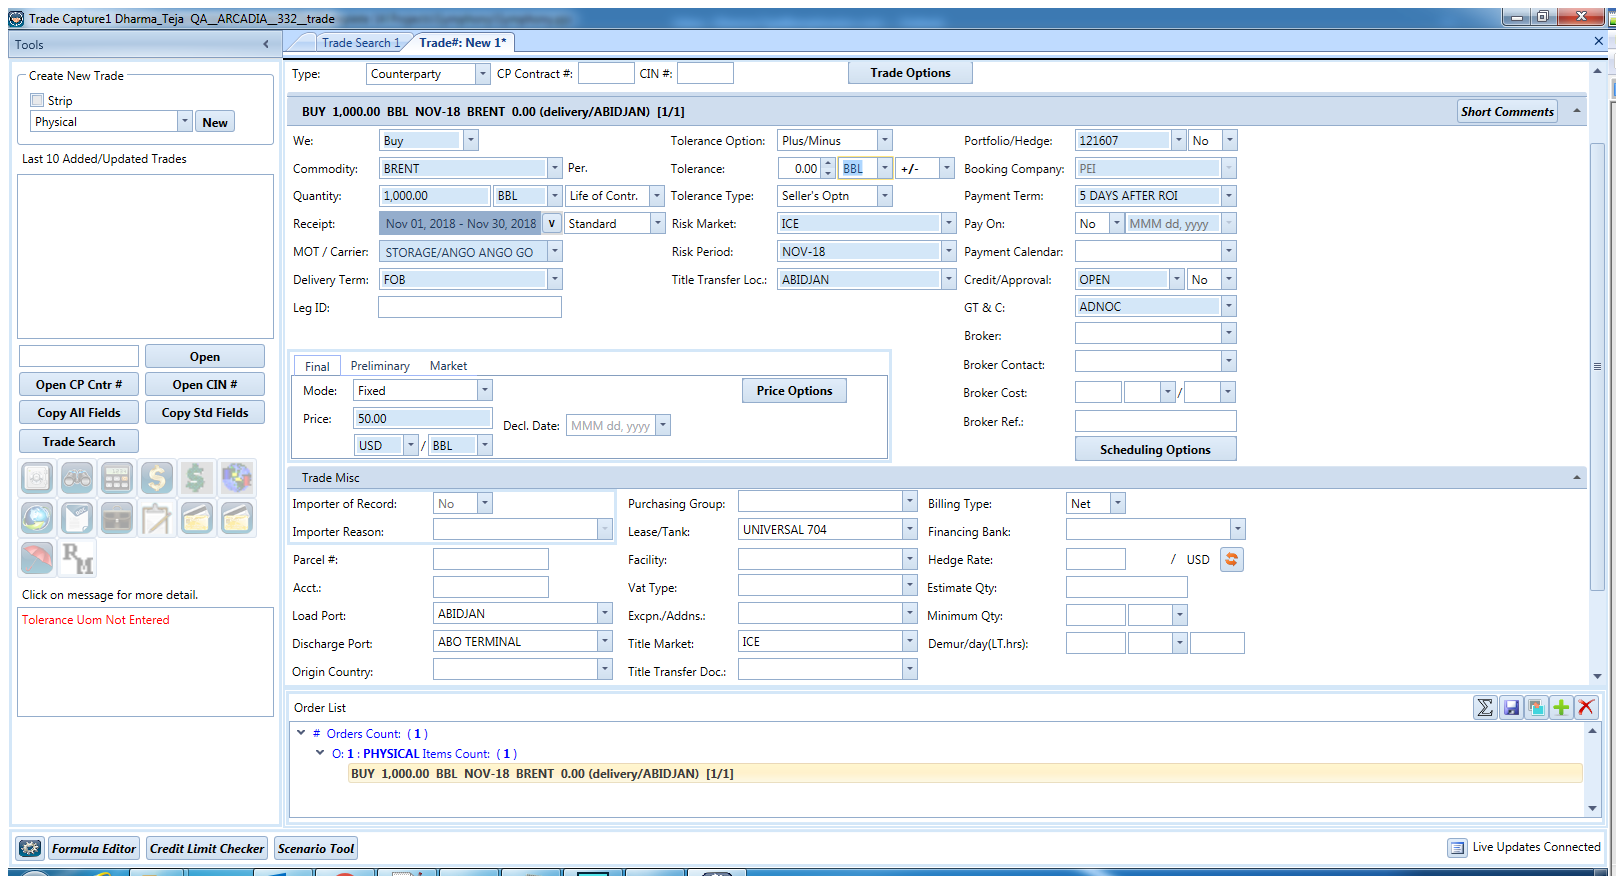 Trade Capture1 Dharma_Teja QA__ARCADIA__332__trade
Tools
Trade Search 1
Trade#: New 1*
Create New Trade
Strip
Physical
New
Last 10 Added/Updated Trades
Open
Open CP Cntr #
Open CIN #
Copy All Fields
Copy Std Fields
Trade Search
RM
Click on message for more detail.
Tolerance Uom Not Entered
Type: Counterparty CP Contract #: CIN #: Trade Options
BUY 1,000.00 BBL NOV-18 BRENT 0.00 (delivery/ABIDJAN) [1/1] Short Comments
We: Buy Tolerance Option: Plus/Minus Portfolio/Hedge: 121607 No
Commodity: BRENT Per. Tolerance: 0.00 BBL +/- Booking Company: PEI
Quantity: 1,000.00 BBL Life of Contr. Tolerance Type: Seller's Optn Payment Term: 5 DAYS AFTER ROI
Receipt: Nov 01, 2018 - Nov 30, 2018 v Standard Risk Market: ICE Pay On: No MMM dd, yyyy
MOT / Carrier: STORAGE/ANGO ANGO GO Risk Period: NOV-18 Payment Calendar:
Delivery Term: FOB Title Transfer Loc.: ABIDJAN Credit/Approval: OPEN No
Leg ID: GT & C: ADNOC
Broker:
Broker Contact:
Broker Cost: /
Broker Ref.:
Scheduling Options
Final Preliminary Market
Mode: Fixed Price Options
Price: 50.00 Decl. Date: MMM dd, yyyy
USD / BBL
Trade Misc
Importer of Record: No Purchasing Group: Billing Type: Net
Importer Reason: Lease/Tank: UNIVERSAL 704 Financing Bank:
Parcel #: Facility: Hedge Rate: / USD
Acct.: Vat Type: Estimate Qty:
Load Port: ABIDJAN Excpn./Addns.: Minimum Qty:
Discharge Port: ABO TERMINAL Title Market: ICE Demur/day(LT.hrs):
Origin Country: Title Transfer Doc.:
Order List
# Orders Count: ( 1 )
O: 1 : PHYSICAL Items Count: ( 1 )
BUY 1,000.00 BBL NOV-18 BRENT 0.00 (delivery/ABIDJAN) [1/1]
Formula Editor Credit Limit Checker Scenario Tool Live Updates Connected